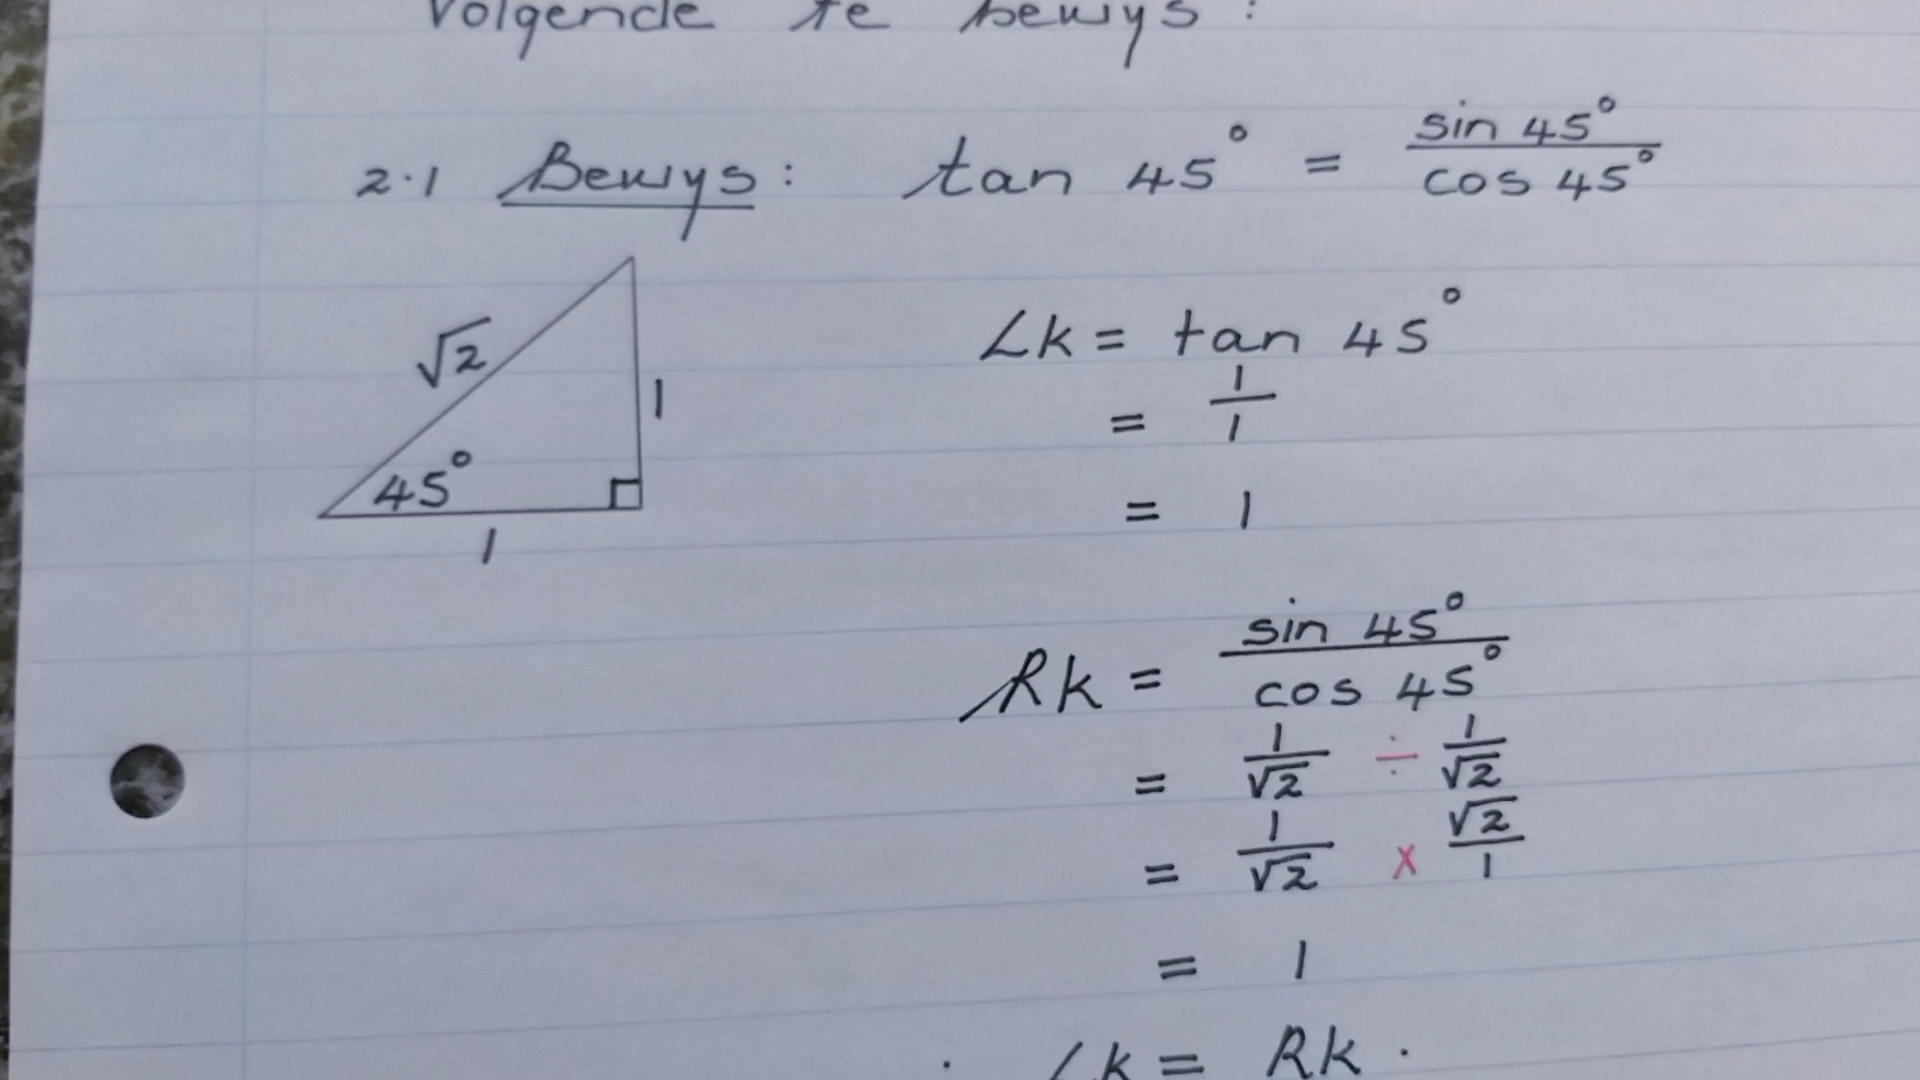 volgende te bewys :
2.1 Bewys : tan 45° = sin 45° / cos 45°
√2
1
45°
1
LK = tan 45°
= 1/1
= 1
RK = sin 45° / cos 45°
= 1/√2 ÷ 1/√2
= 1/√2 × √2/1
= 1
LK = RK .